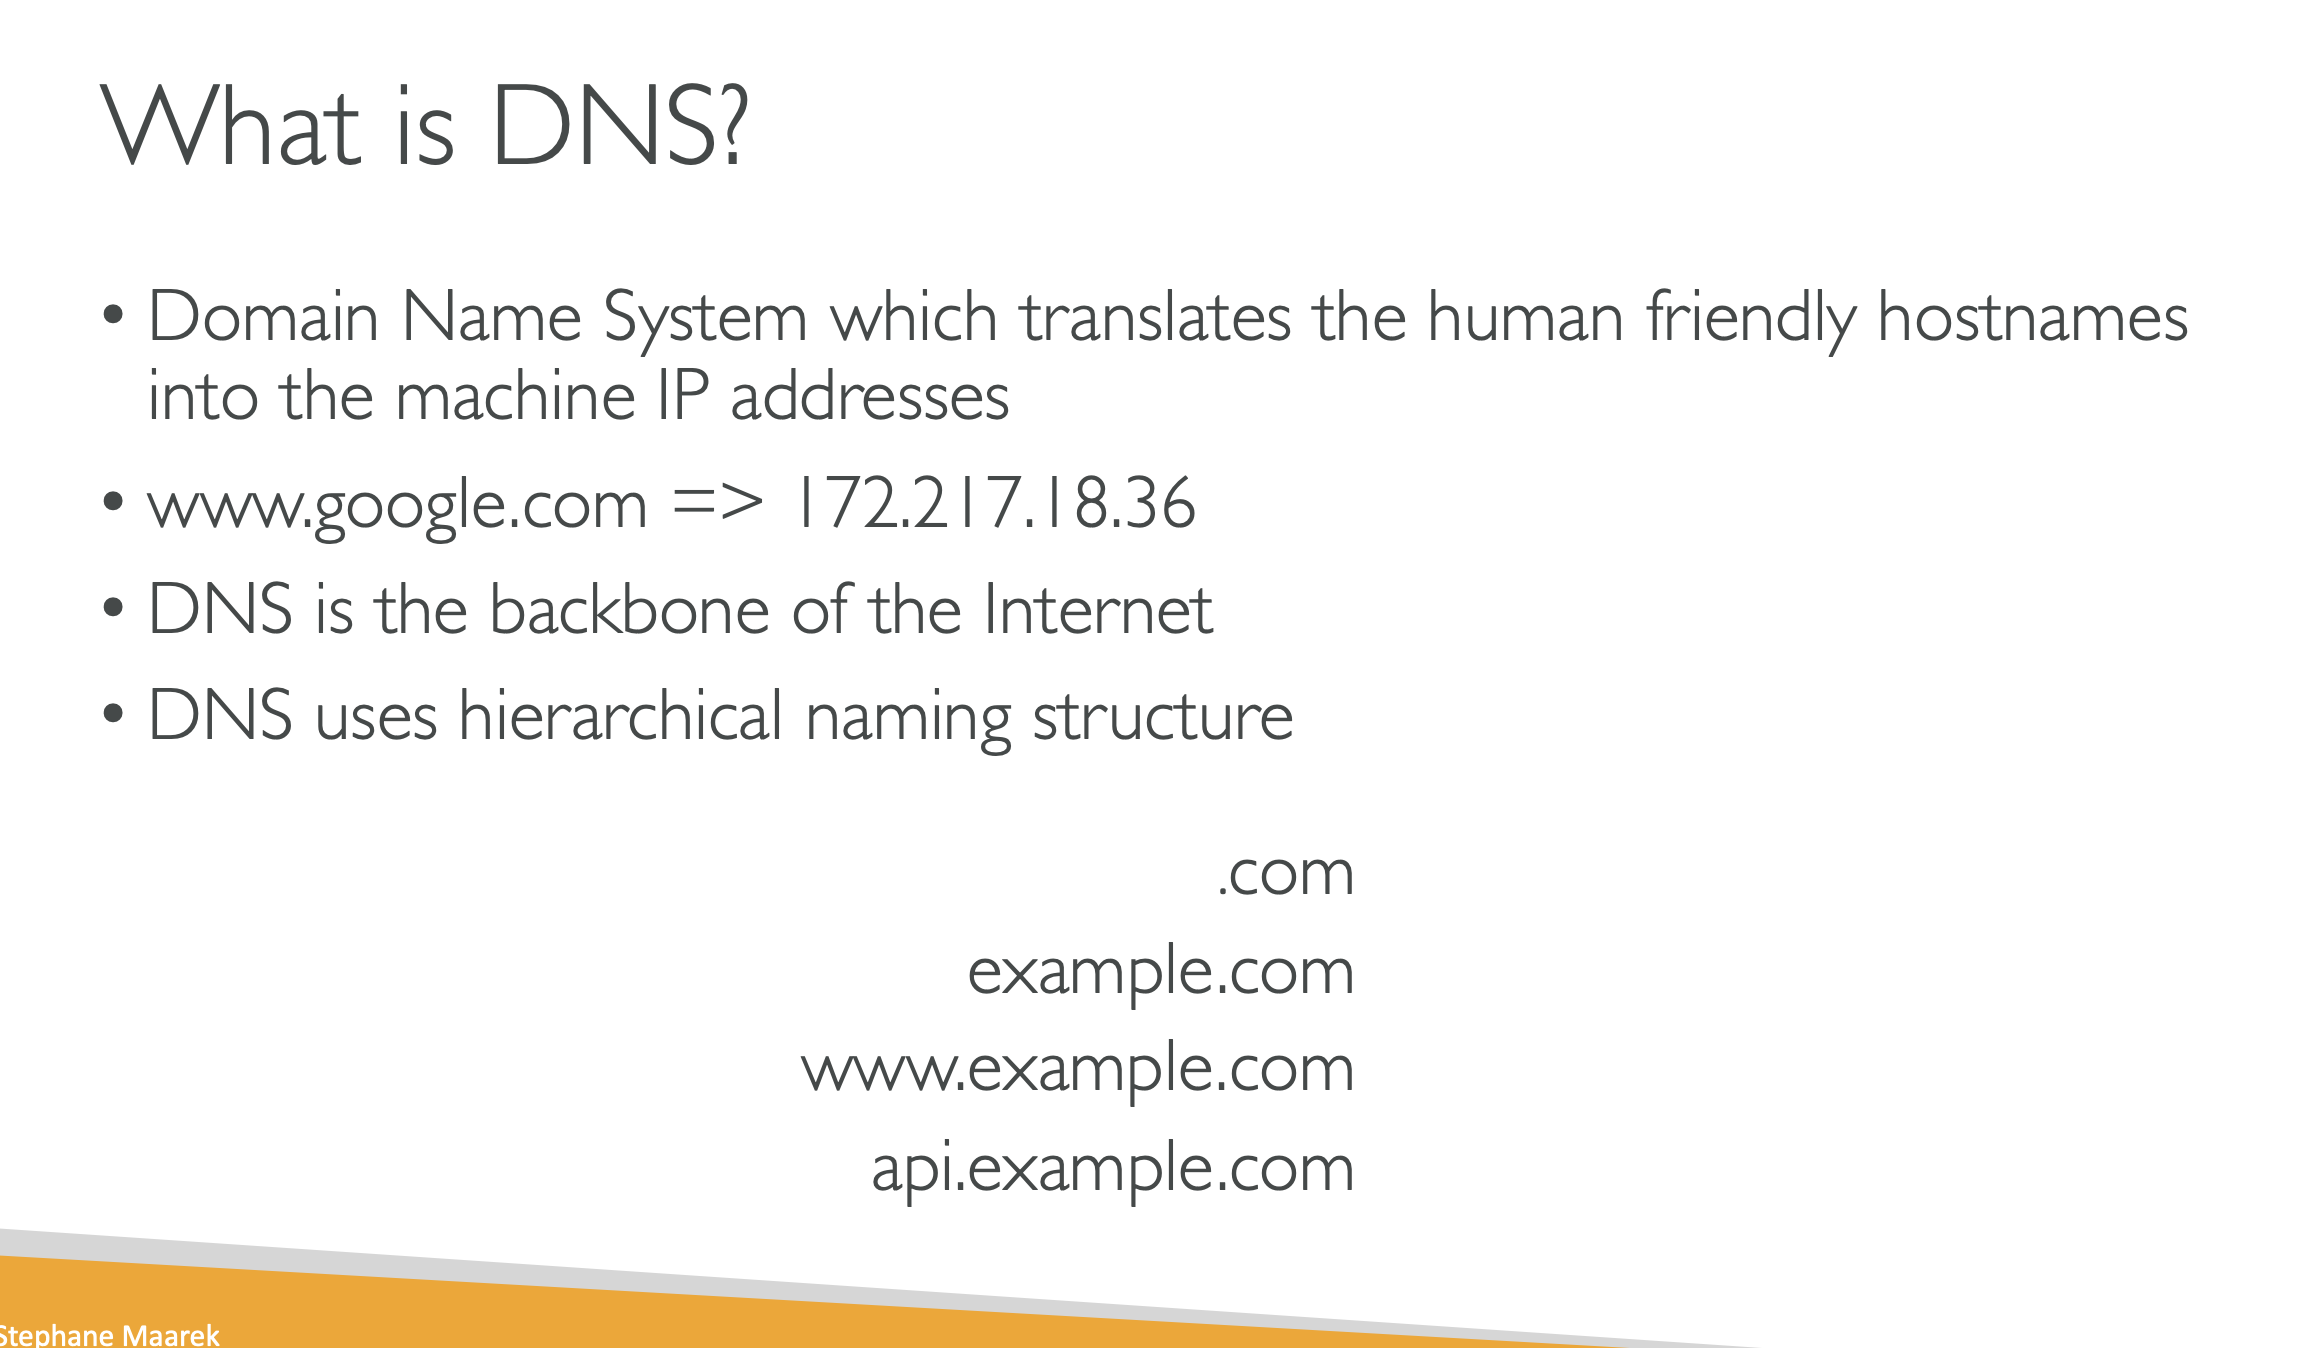 What is DNS?
• Domain Name System which translates the human friendly hostnames
into the machine IP addresses
• www.google.com => 172.217.18.36
• DNS is the backbone of the Internet
• DNS uses hierarchical naming structure
.com
example.com
www.example.com
api.example.com
Stephane Maarek